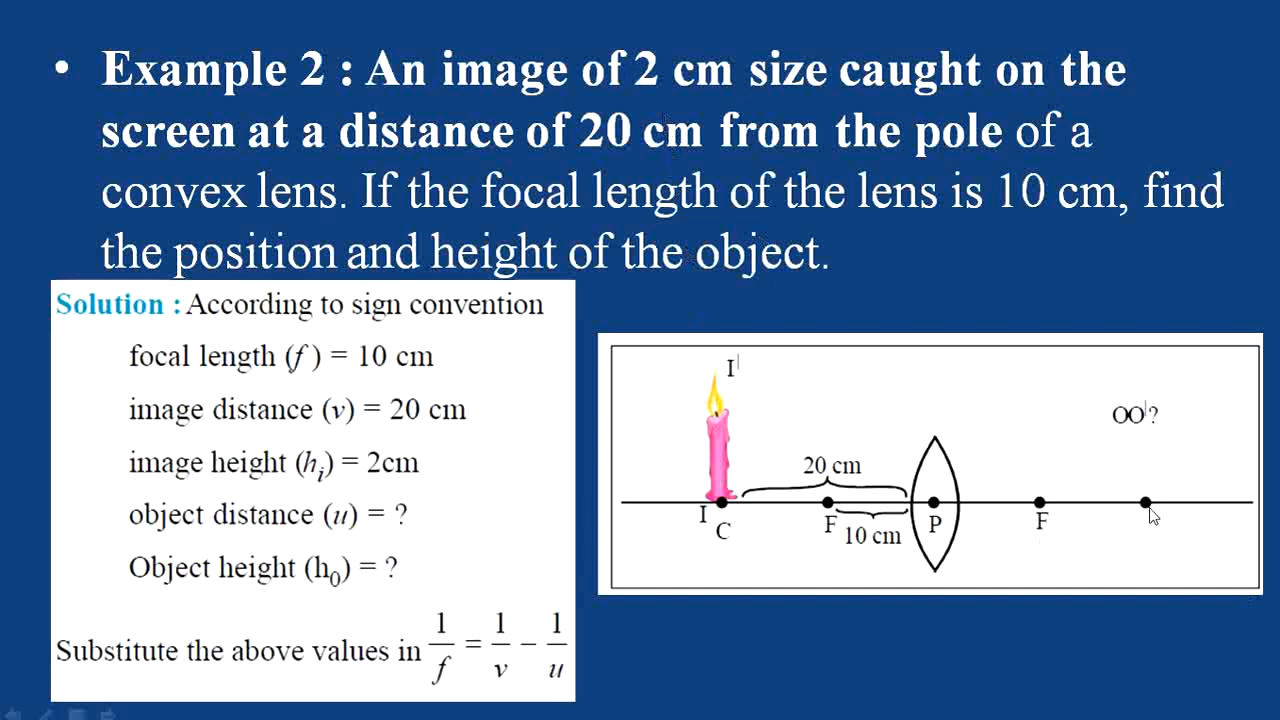 • Example 2 : An image of 2 cm size caught on the
screen at a distance of 20 cm from the pole of a
convex lens. If the focal length of the lens is 10 cm, find
the position and height of the object.
Solution : According to sign convention
focal length (f) = 10 cm
image distance (v) = 20 cm
image height (hᵢ) = 2cm
object distance (u) = ?
Object height (h₀) = ?
Substitute the above values in 1/f = 1/v − 1/u
I|
OO|?
20 cm
I
C
F
10 cm
P
F